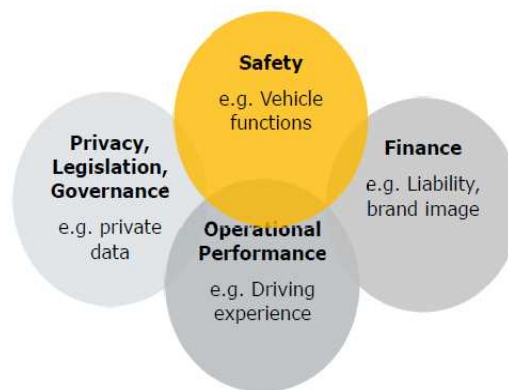 Safety
e.g. Vehicle
functions
Privacy,
Legislation,
Governance
e.g. private
data
Finance
e.g. Liability,
brand image
Operational
Performance
e.g. Driving
experience